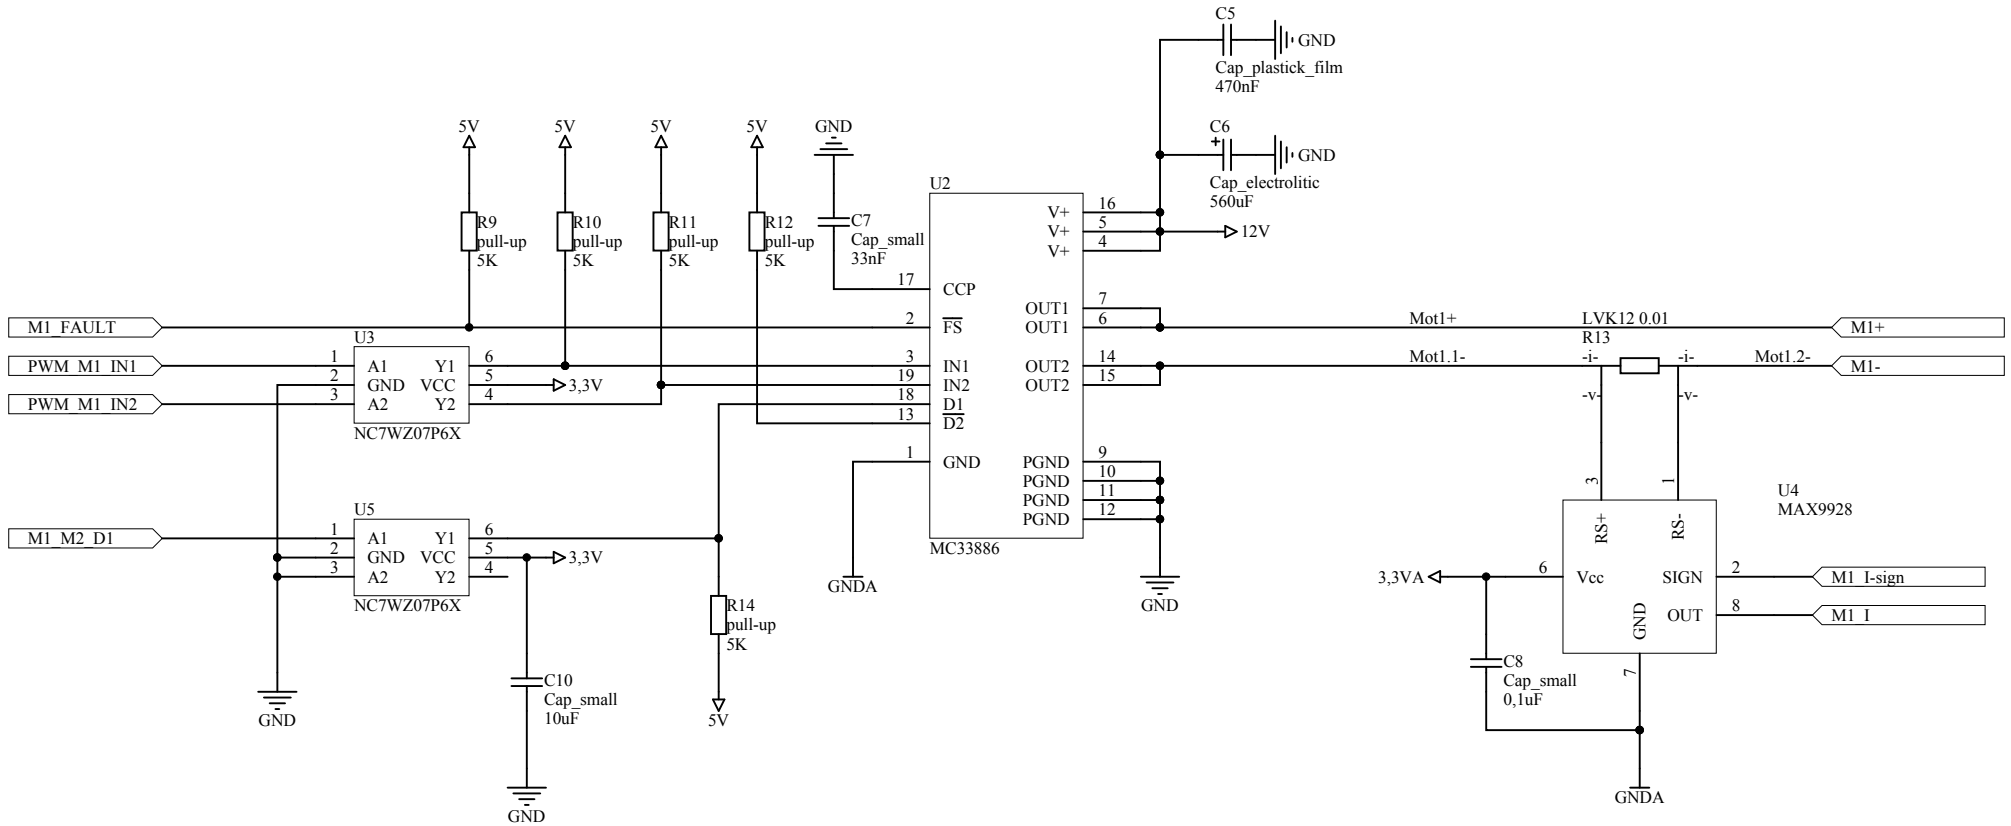 C5
GND
Cap_plastick_film
470nF
5V
5V
5V
5V
GND
C6
+
GND
Cap_electrolitic
560uF
U2
R9
pull-up
5K
R10
pull-up
5K
R11
pull-up
5K
R12
pull-up
5K
C7
Cap_small
33nF
V+ 16
V+ 5
V+ 4
12V
17 CCP
OUT1 7
M1_FAULT
2 FS
OUT1 6
Mot1+
LVK12 0.01
M1+
U3
R13
PWM_M1_IN1
1 A1 Y1 6
3 IN1
OUT2 14
Mot1.1-
-i-
-i-
Mot1.2-
M1-
2 GND VCC 5
3,3V
19 IN2
OUT2 15
PWM_M1_IN2
3 A2 Y2 4
18 D1
-v-
-v-
13 D2
NC7WZ07P6X
1 GND
PGND 9
PGND 10
PGND 11
PGND 12
3
1
U4
MAX9928
U5
M1_M2_D1
1 A1 Y1 6
2 GND VCC 5
3,3V
3 A2 Y2 4
NC7WZ07P6X
MC33886
GNDA
GND
RS+
RS-
3,3VA
6 Vcc
SIGN 2
M1_I-sign
OUT 8
M1_I
GND
7
R14
pull-up
5K
5V
C8
Cap_small
0,1uF
C10
Cap_small
10uF
GND
GND
GNDA